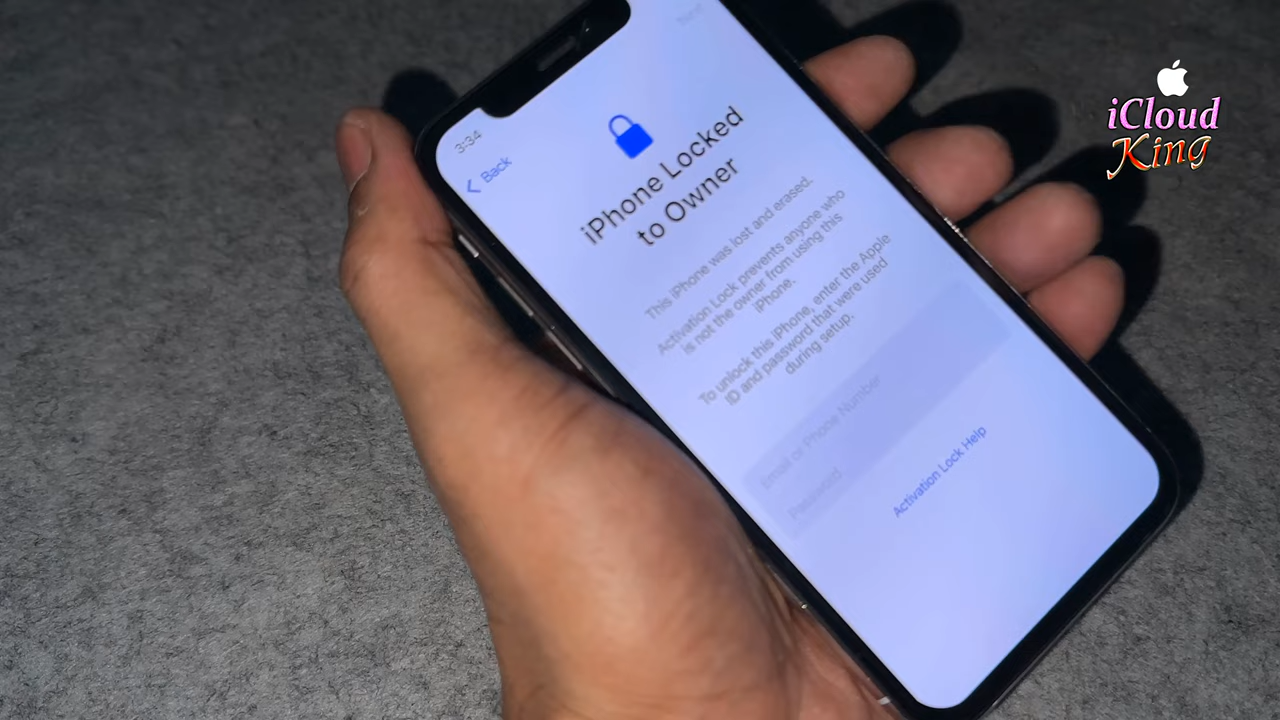 Next
3:34
Back
iPhone Locked
to Owner
This iPhone was lost and erased.
Activation Lock prevents anyone who
is not the owner from using this
iPhone.
To unlock this iPhone, enter the Apple
ID and password that were used
during setup.
Email or Phone Number
Password
Activation Lock Help
iCloud
King